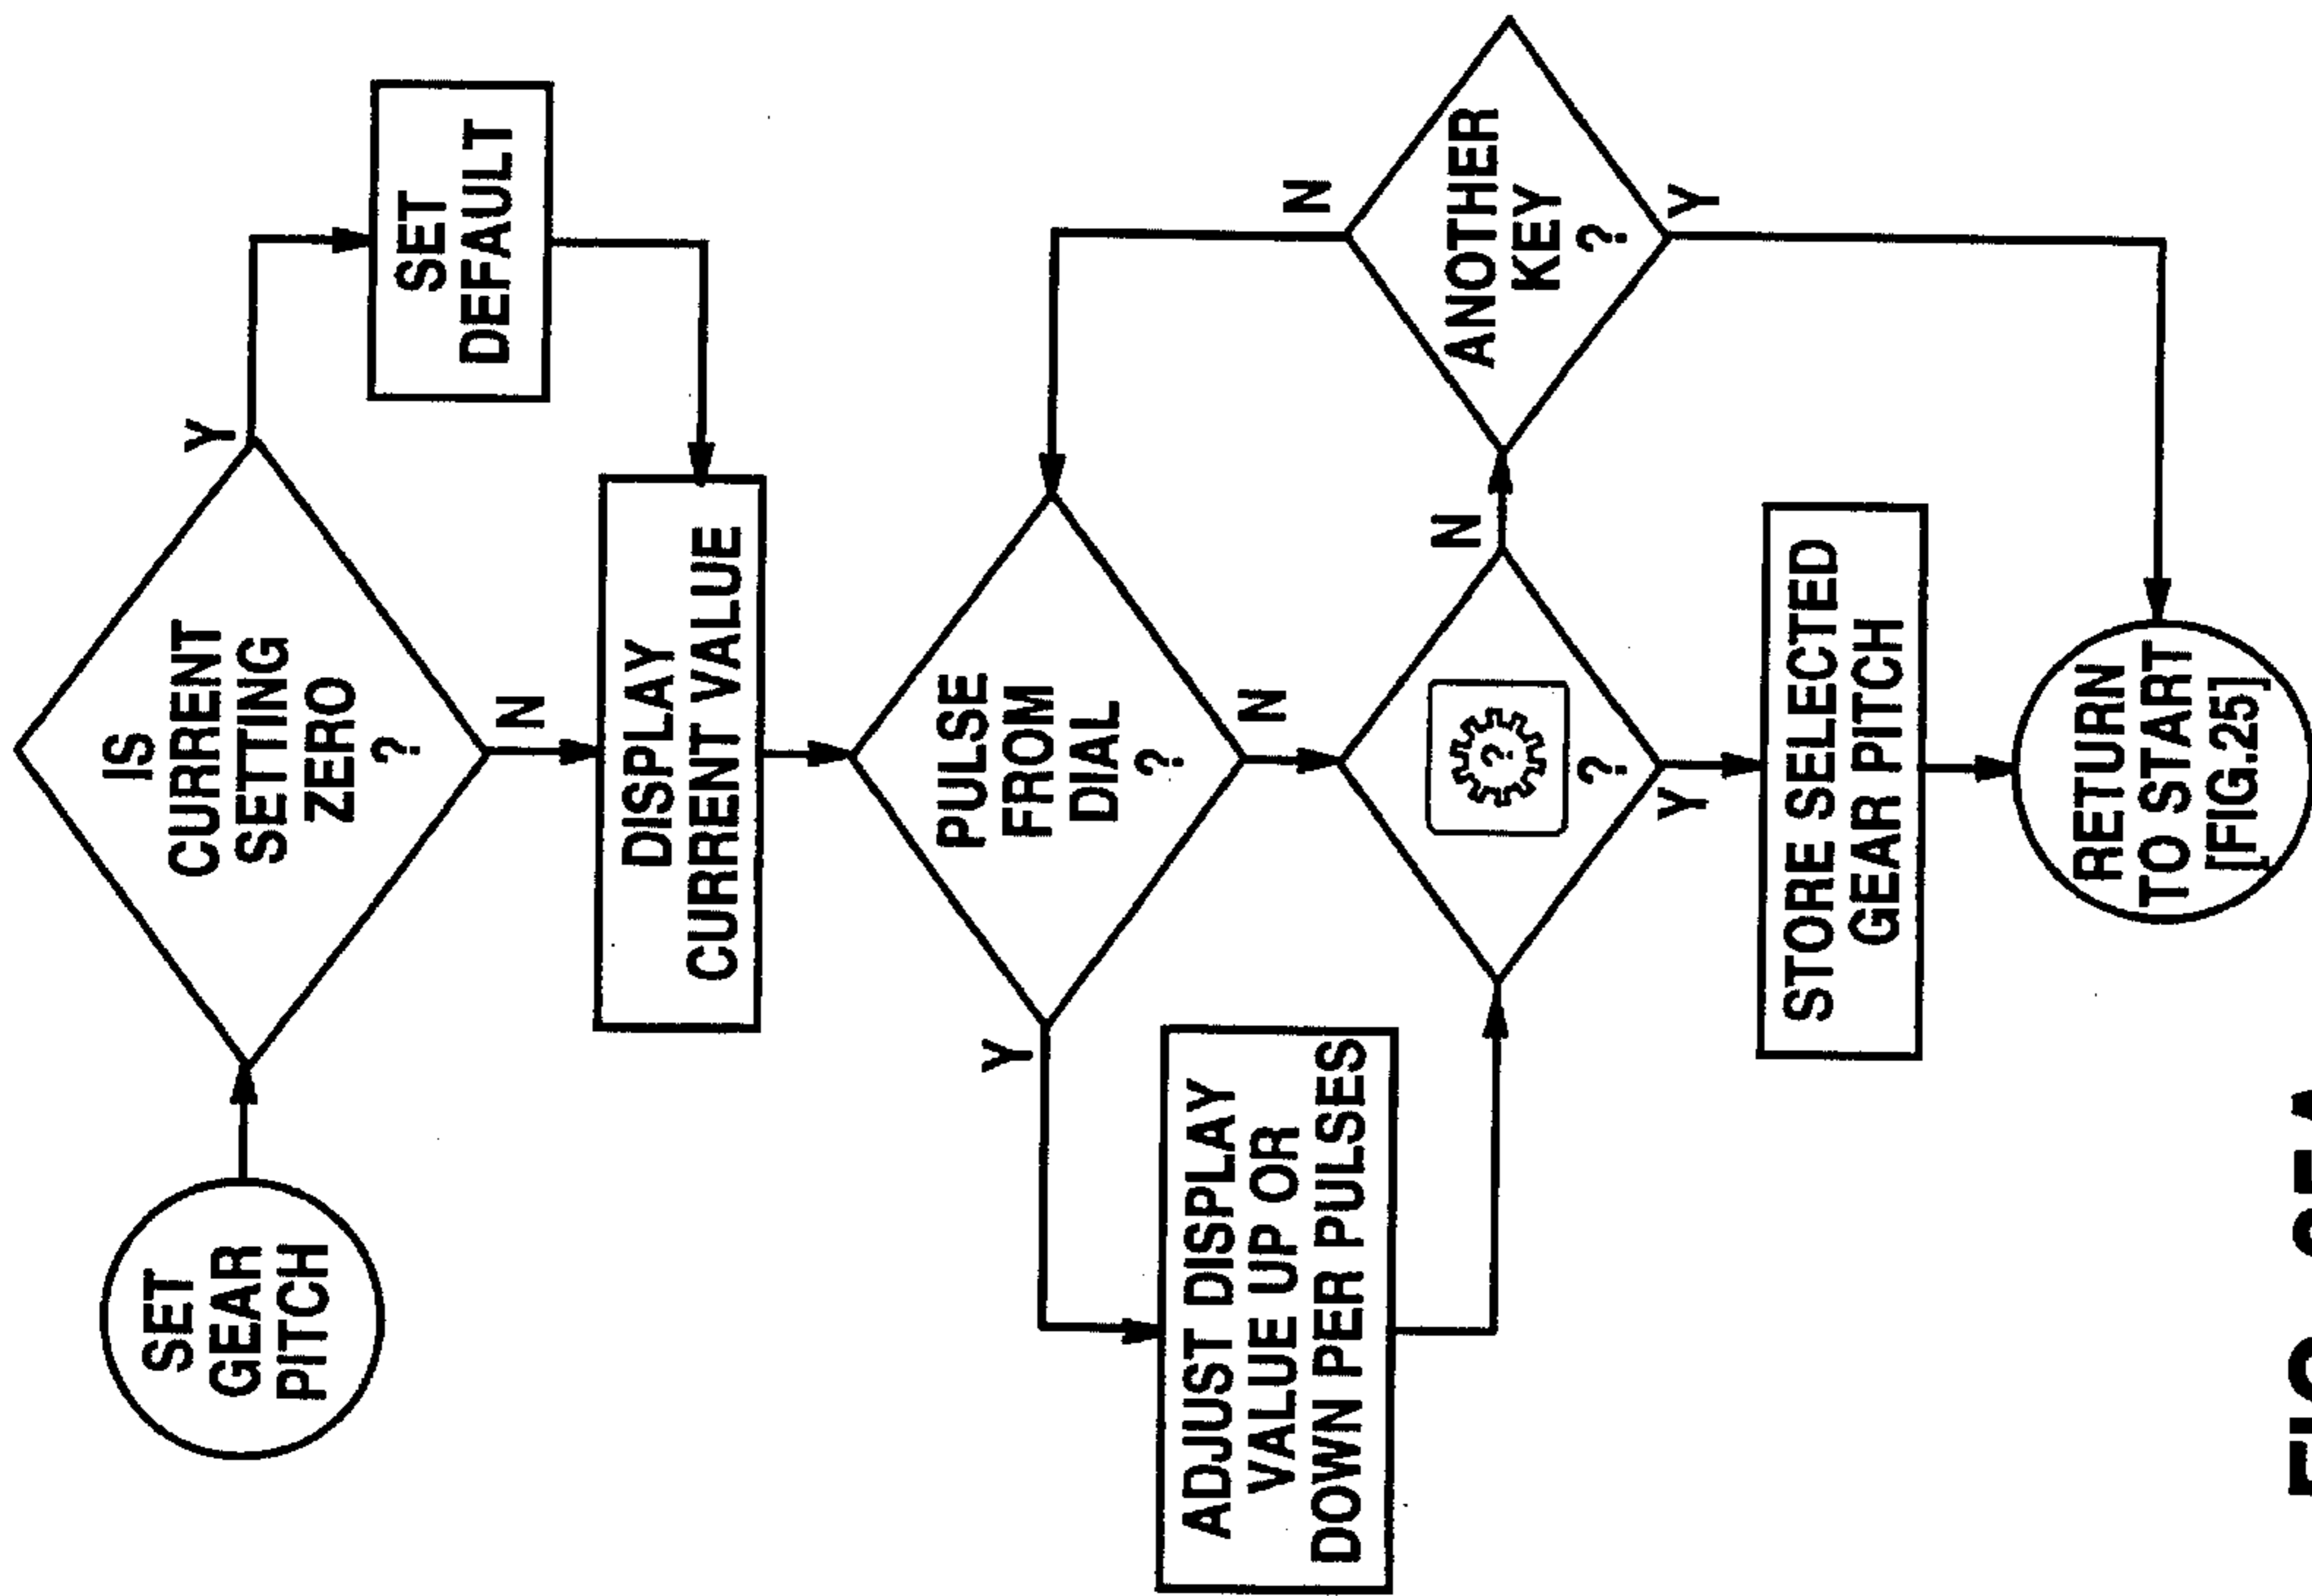 SET
GEAR
PITCH
IS
CURRENT
SETTING
ZERO
?
Y
N
SET
DEFAULT
DISPLAY
CURRENT VALUE
PULSE
FROM
DIAL
?
Y
N
ADJUST DISPLAY
VALUE UP OR
DOWN PER PULSES
?
?
N
Y
ANOTHER
KEY
?
N
Y
STORE SELECTED
GEAR PITCH
RETURN
TO START
[FIG.25]